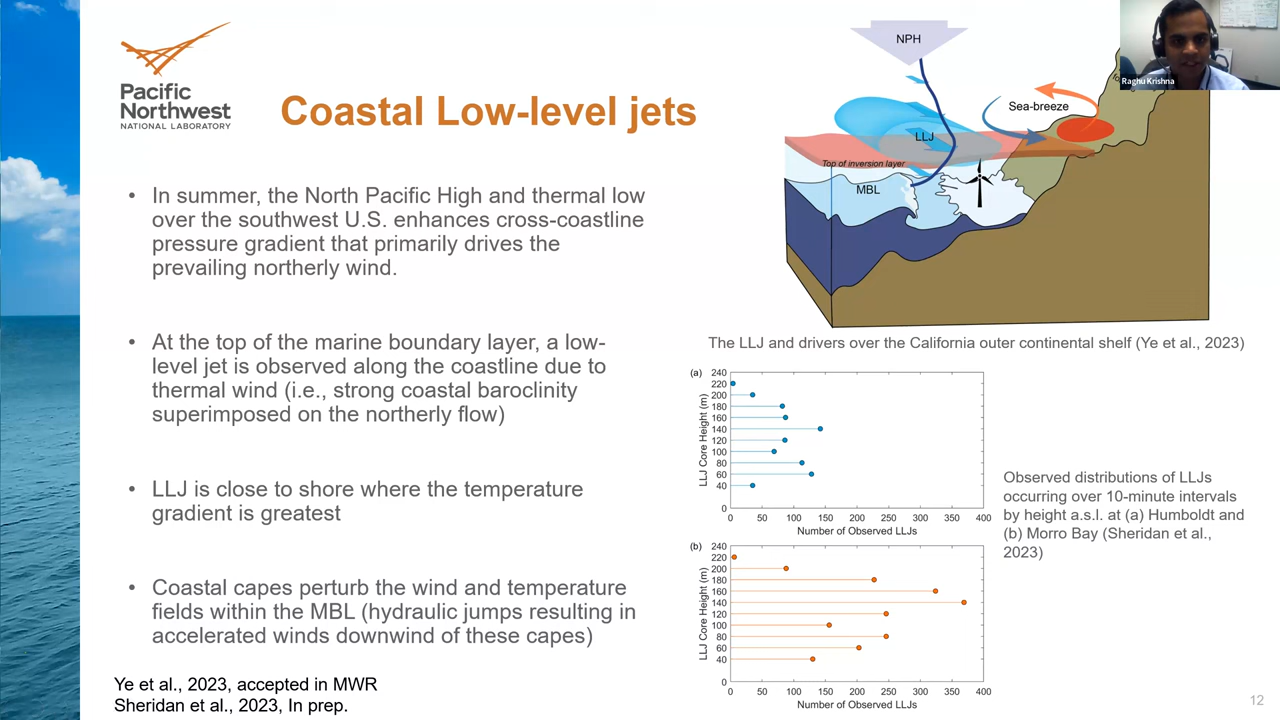 Pacific
Northwest
NATIONAL LABORATORY
Coastal Low-level jets
• In summer, the North Pacific High and thermal low
over the southwest U.S. enhances cross-coastline
pressure gradient that primarily drives the
prevailing northerly wind.
• At the top of the marine boundary layer, a low-
level jet is observed along the coastline due to
thermal wind (i.e., strong coastal baroclinity
superimposed on the northerly flow)
• LLJ is close to shore where the temperature
gradient is greatest
• Coastal capes perturb the wind and temperature
fields within the MBL (hydraulic jumps resulting in
accelerated winds downwind of these capes)
Ye et al., 2023, accepted in MWR
Sheridan et al., 2023, In prep.
NPH
Sea-breeze
LLJ
Top of inversion layer
MBL
Raghu Krishna
The LLJ and drivers over the California outer continental shelf (Ye et al., 2023)
(a)
LLJ Core Height (m)
240
220
200
180
160
140
120
100
80
60
40
0
0 50 100 150 200 250 300 350 400
Number of Observed LLJs
(b)
LLJ Core Height (m)
240
220
200
180
160
140
120
100
80
60
40
0
0 50 100 150 200 250 300 350 400
Number of Observed LLJs
Observed distributions of LLJs
occurring over 10-minute intervals
by height a.s.l. at (a) Humboldt and
(b) Morro Bay (Sheridan et al.,
2023)
12